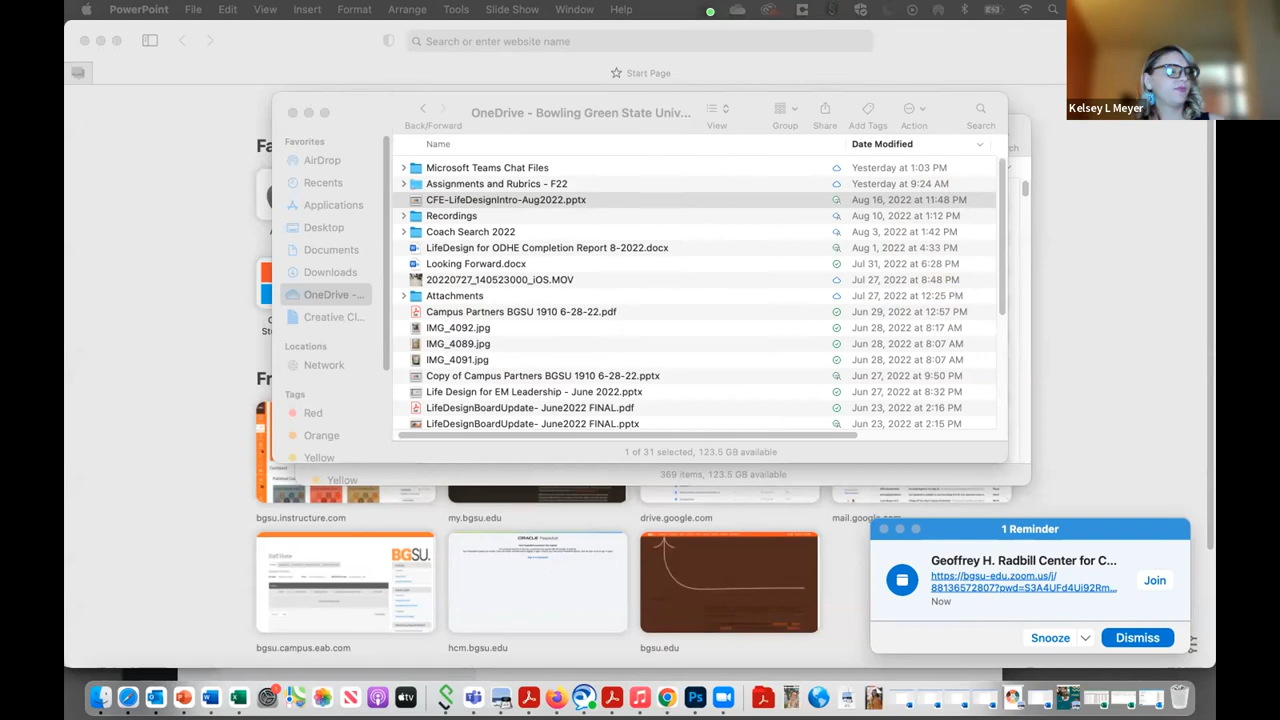 PowerPoint File Edit View Insert Format Arrange Tools Slide Show Window Help
Search or enter website name
Start Page
Kelsey L Meyer
OneDrive - Bowling Green State Univ...
Back/Forward View Group Share Add Tags Action Search
Favorites
AirDrop
Recents
Applications
Desktop
Documents
Downloads
OneDrive -...
Creative Cl...
Locations
Network
Tags
Red
Orange
Yellow
Name Date Modified
Microsoft Teams Chat Files Yesterday at 1:03 PM
Assignments and Rubrics - F22 Yesterday at 9:24 AM
CFE-LifeDesignIntro-Aug2022.pptx Aug 16, 2022 at 11:48 PM
Recordings Aug 10, 2022 at 1:12 PM
Coach Search 2022 Aug 3, 2022 at 1:42 PM
LifeDesign for ODHE Completion Report 8-2022.docx Aug 1, 2022 at 4:33 PM
Looking Forward.docx Jul 31, 2022 at 6:28 PM
20220727_140523000_iOS.MOV Jul 27, 2022 at 8:48 PM
Attachments Jul 27, 2022 at 12:25 PM
Campus Partners BGSU 1910 6-28-22.pdf Jun 29, 2022 at 12:57 PM
IMG_4092.jpg Jun 28, 2022 at 8:17 AM
IMG_4089.jpg Jun 28, 2022 at 8:07 AM
IMG_4091.jpg Jun 28, 2022 at 8:07 AM
Copy of Campus Partners BGSU 1910 6-28-22.pptx Jun 27, 2022 at 9:50 PM
Life Design for EM Leadership - June 2022.pptx Jun 27, 2022 at 8:32 PM
LifeDesignBoardUpdate- June2022 FINAL.pdf Jun 23, 2022 at 2:16 PM
LifeDesignBoardUpdate- June2022 FINAL.pptx Jun 23, 2022 at 2:15 PM
1 of 31 selected, 123.5 GB available
Yellow 369 items, 123.5 GB available
bgsu.instructure.com my.bgsu.edu drive.google.com mail.google.co
ORACLE
BGSU
bgsu.campus.eab.com hcm.bgsu.edu bgsu.edu
1 Reminder
Geoffrey H. Radbill Center for C...
https://bgsu-edu.zoom.us/j/
88136572807?pwd=S3A4UFd4Ui92Rm...
Now
Join
Snooze Dismiss